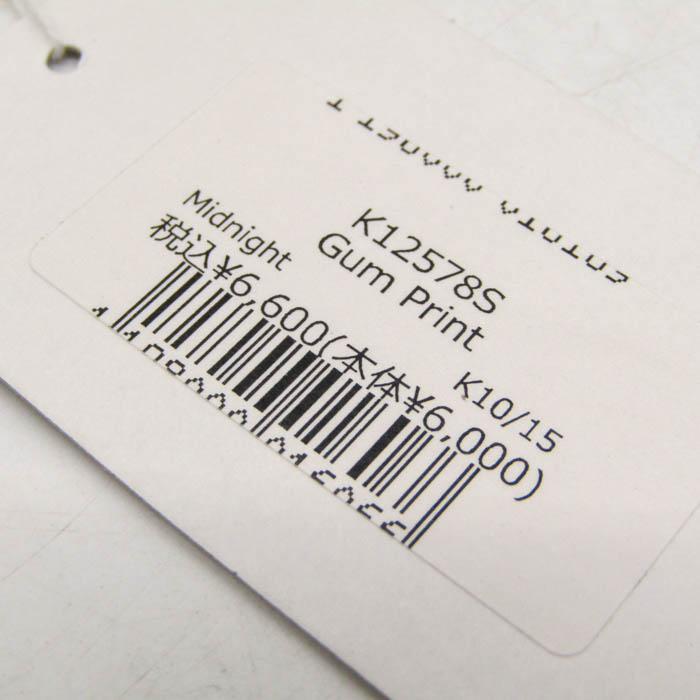 K12578S
Gum Print
Midnight
K10/15
税込¥6,600(本体¥6,000)